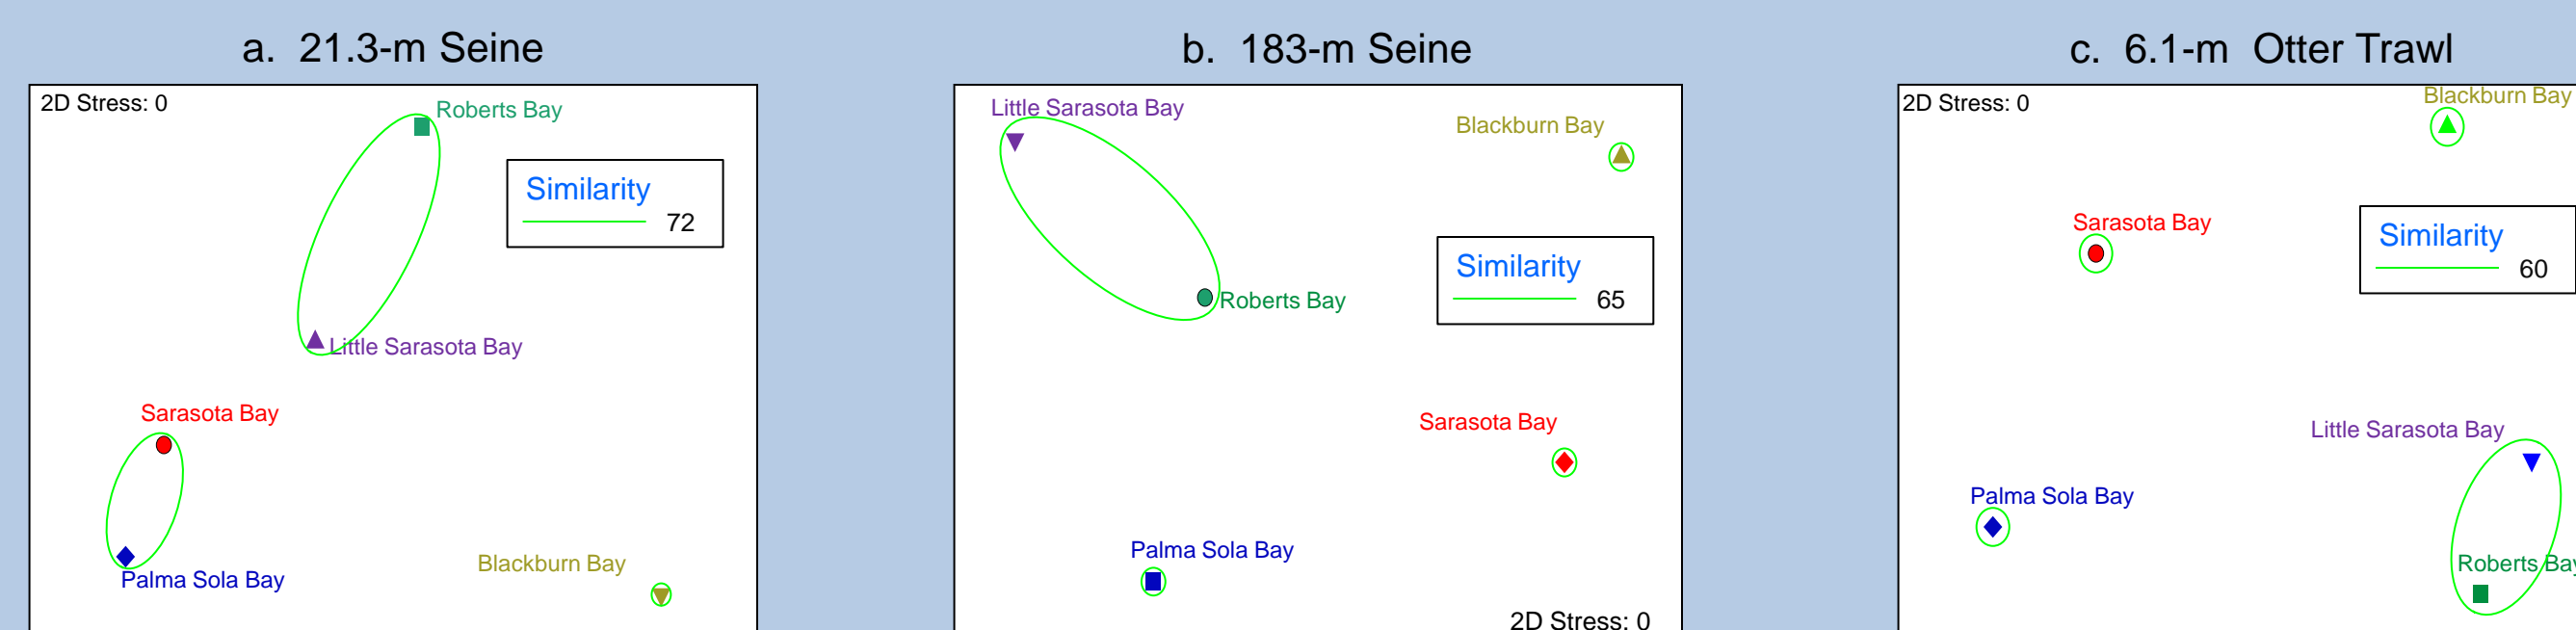 a. 21.3-m Seine
2D Stress: 0
Roberts Bay
Similarity
72
Little Sarasota Bay
Sarasota Bay
Palma Sola Bay
Blackburn Bay
b. 183-m Seine
Little Sarasota Bay
Blackburn Bay
Similarity
65
Roberts Bay
Sarasota Bay
Palma Sola Bay
2D Stress: 0
c. 6.1-m Otter Trawl
2D Stress: 0
Blackburn Bay
Sarasota Bay
Similarity
60
Little Sarasota Bay
Palma Sola Bay
Roberts Bay